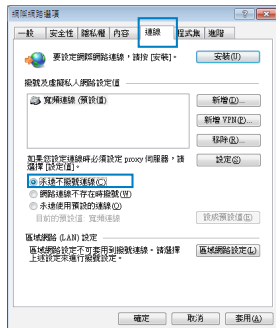 網際網路選項
一般 安全性 隱私權 內容 連線 程式集 進階
要設定網際網路連線，請按 [安裝]。
安裝(U)
撥號及虛擬私人網路設定值
寬頻連線 (預設值)
新增(D)...
新增 VPN(P)...
移除(R)...
如果您設定連線時必須設定 proxy 伺服器，請
選擇 [設定值]。
設定(S)
永遠不撥號連線(C)
網路連線不存在時撥號(W)
永遠使用預設的連線(O)
目前的預設值 寬頻連線
設成預設值(E)
區域網路 (LAN) 設定
區域網路設定不可套用到撥號連線。請選擇
上述設定來進行撥號設定。
區域網路設定(L)
確定 取消 套用(A)